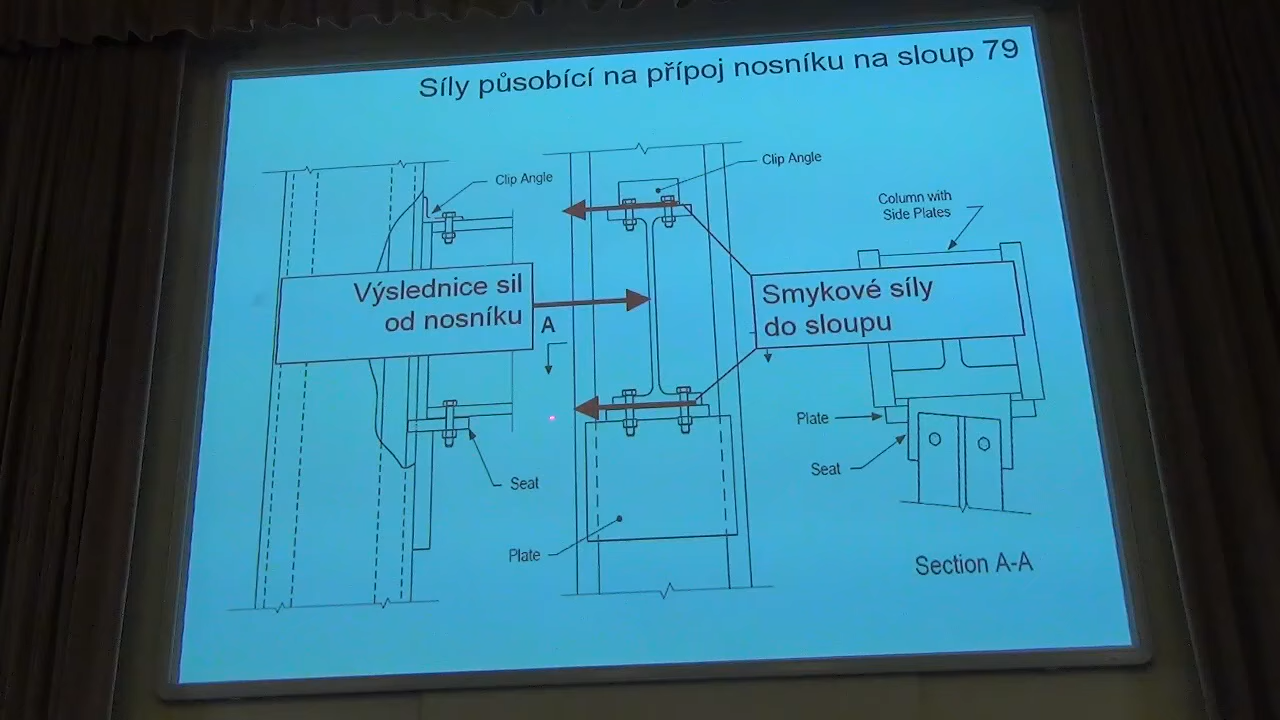 Síly působící na přípoj nosníku na sloup 79
Clip Angle
Clip Angle
Column with
Side Plates
Výslednice sil
od nosníku
A
Smykové síly
do sloupu
Plate
Seat
Seat
Plate
Section A-A